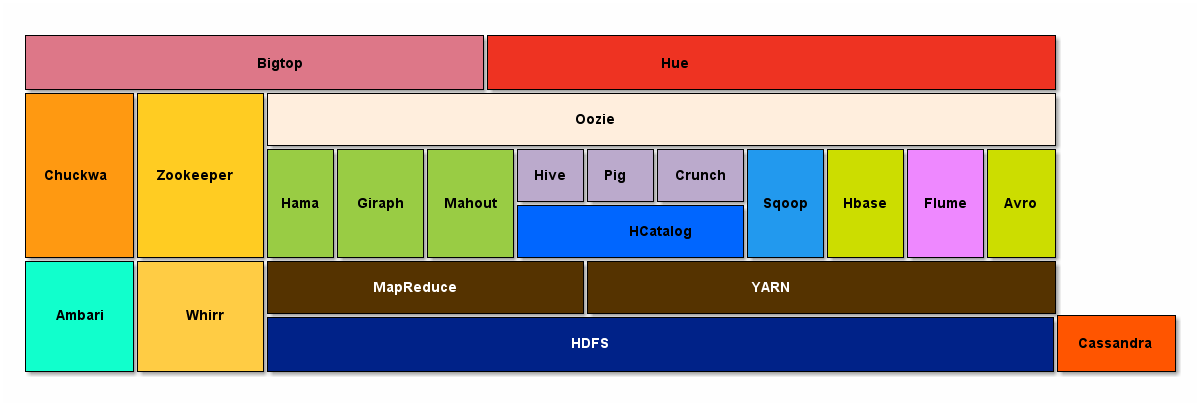 Bigtop
Hue
Chuckwa
Zookeeper
Oozie
Hama
Giraph
Mahout
Hive
Pig
Crunch
HCatalog
Sqoop
Hbase
Flume
Avro
Ambari
Whirr
MapReduce
YARN
HDFS
Cassandra